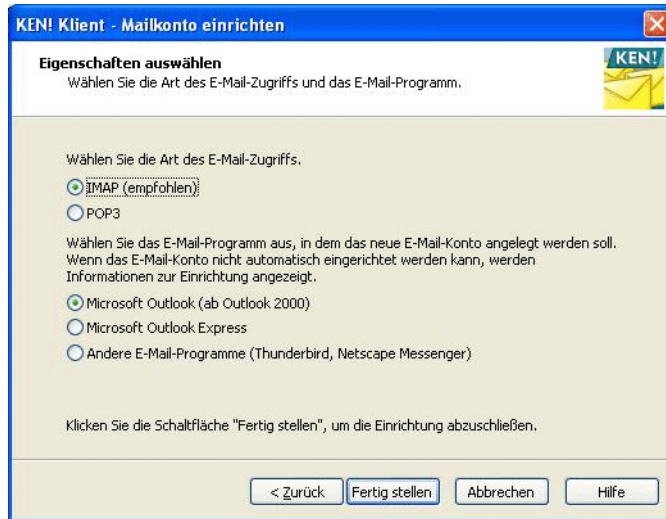 KEN! Klient - Mailkonto einrichten
Eigenschaften auswählen
Wählen Sie die Art des E-Mail-Zugriffs und das E-Mail-Programm.
KEN!
Wählen Sie die Art des E-Mail-Zugriffs.
IMAP (empfohlen)
POP3
Wählen Sie das E-Mail-Programm aus, in dem das neue E-Mail-Konto angelegt werden soll.
Wenn das E-Mail-Konto nicht automatisch eingerichtet werden kann, werden
Informationen zur Einrichtung angezeigt.
Microsoft Outlook (ab Outlook 2000)
Microsoft Outlook Express
Andere E-Mail-Programme (Thunderbird, Netscape Messenger)
Klicken Sie die Schaltfläche "Fertig stellen", um die Einrichtung abzuschließen.
< Zurück Fertig stellen Abbrechen Hilfe